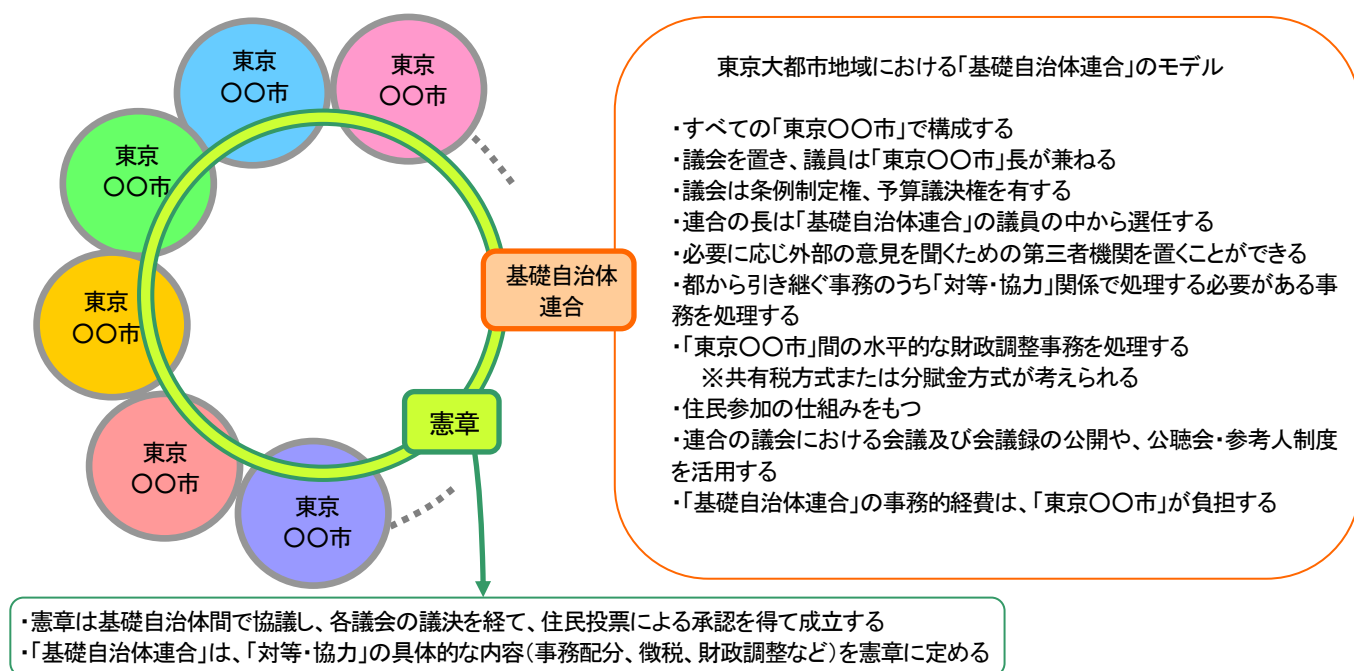 東京
〇〇市
東京
〇〇市
東京
〇〇市
東京
〇〇市
東京
〇〇市
東京
〇〇市
基礎自治体
連合
憲章
東京大都市地域における「基礎自治体連合」のモデル
・すべての「東京〇〇市」で構成する
・議会を置き、議員は「東京〇〇市」長が兼ねる
・議会は条例制定権、予算議決権を有する
・連合の長は「基礎自治体連合」の議員の中から選任する
・必要に応じ外部の意見を聞くための第三者機関を置くことができる
・都から引き継ぐ事務のうち「対等・協力」関係で処理する必要がある事
務を処理する
・「東京〇〇市」間の水平的な財政調整事務を処理する
※共有税方式または分賦金方式が考えられる
・住民参加の仕組みをもつ
・連合の議会における会議及び会議録の公開や、公聴会・参考人制度
を活用する
・「基礎自治体連合」の事務的経費は、「東京〇〇市」が負担する
・憲章は基礎自治体間で協議し、各議会の議決を経て、住民投票による承認を得て成立する
・「基礎自治体連合」は、「対等・協力」の具体的な内容(事務配分、徴税、財政調整など)を憲章に定める